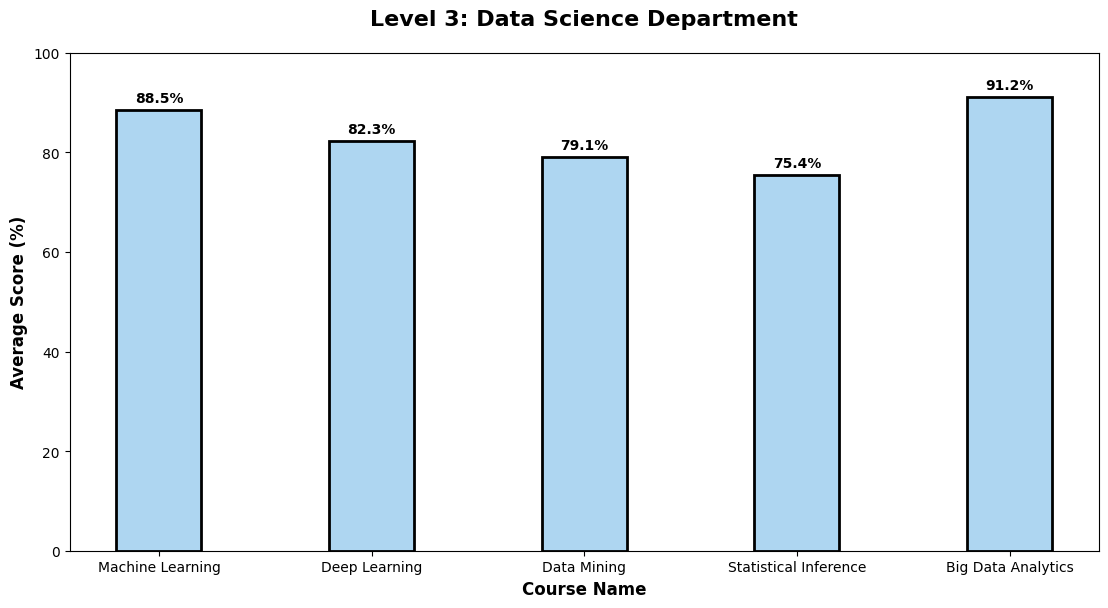 Level 3: Data Science Department
Average Score (%)
100
80
60
40
20
0
88.5%
82.3%
79.1%
75.4%
91.2%
Machine Learning
Deep Learning
Data Mining
Statistical Inference
Big Data Analytics
Course Name